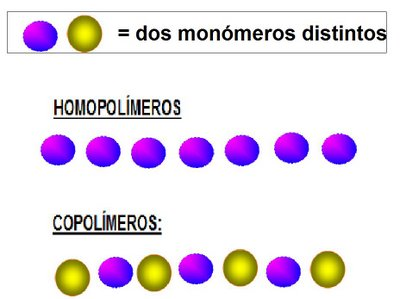 = dos monómeros distintos
HOMOPOLÍMEROS
COPOLÍMEROS: